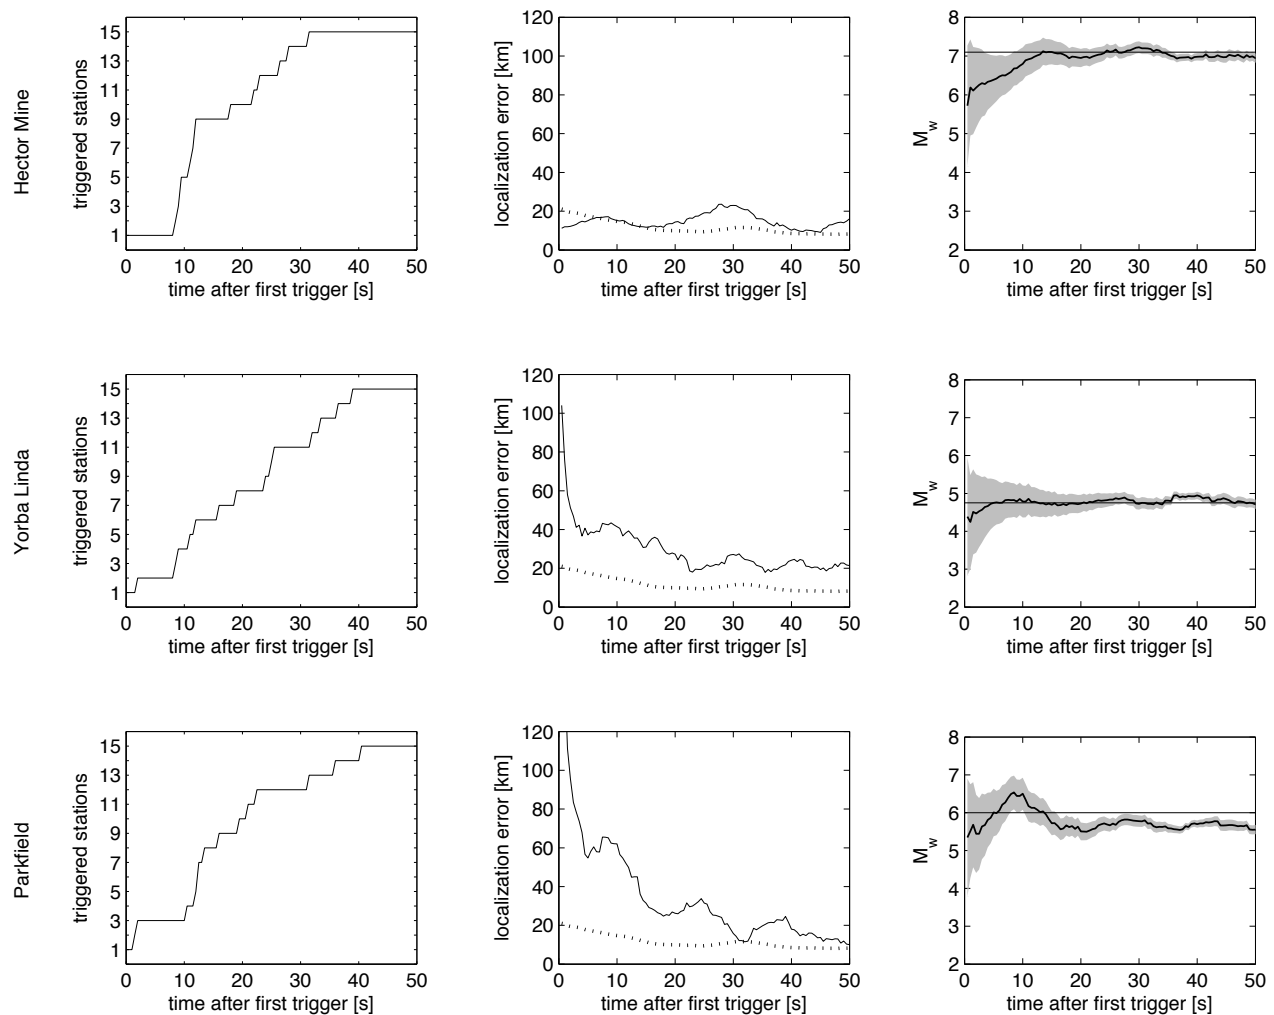 Hector Mine
triggered stations
15
13
11
9
7
5
3
1
0 10 20 30 40 50
time after first trigger [s]
localization error [km]
120
100
80
60
40
20
0
0 10 20 30 40 50
time after first trigger [s]
M_w
8
7
6
5
4
3
2
0 10 20 30 40 50
time after first trigger [s]
Yorba Linda
triggered stations
15
13
11
9
7
5
3
1
0 10 20 30 40 50
time after first trigger [s]
localization error [km]
120
100
80
60
40
20
0
0 10 20 30 40 50
time after first trigger [s]
M_w
8
7
6
5
4
3
2
0 10 20 30 40 50
time after first trigger [s]
Parkfield
triggered stations
15
13
11
9
7
5
3
1
0 10 20 30 40 50
time after first trigger [s]
localization error [km]
120
100
80
60
40
20
0
0 10 20 30 40 50
time after first trigger [s]
M_w
8
7
6
5
4
3
2
0 10 20 30 40 50
time after first trigger [s]